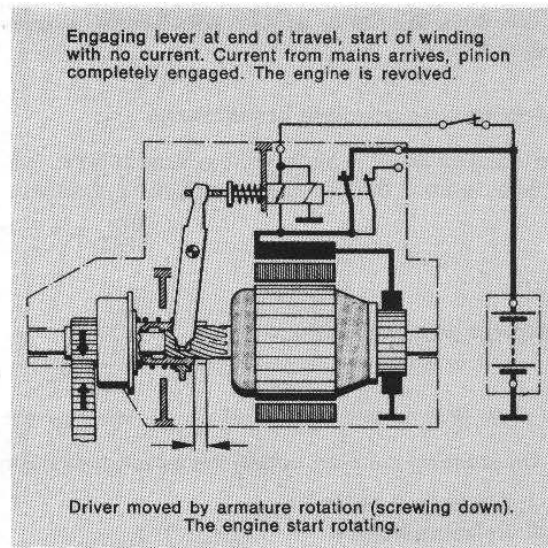 Engaging lever at end of travel, start of winding
with no current. Current from mains arrives, pinion
completely engaged. The engine is revolved.
Driver moved by armature rotation (screwing down).
The engine start rotating.